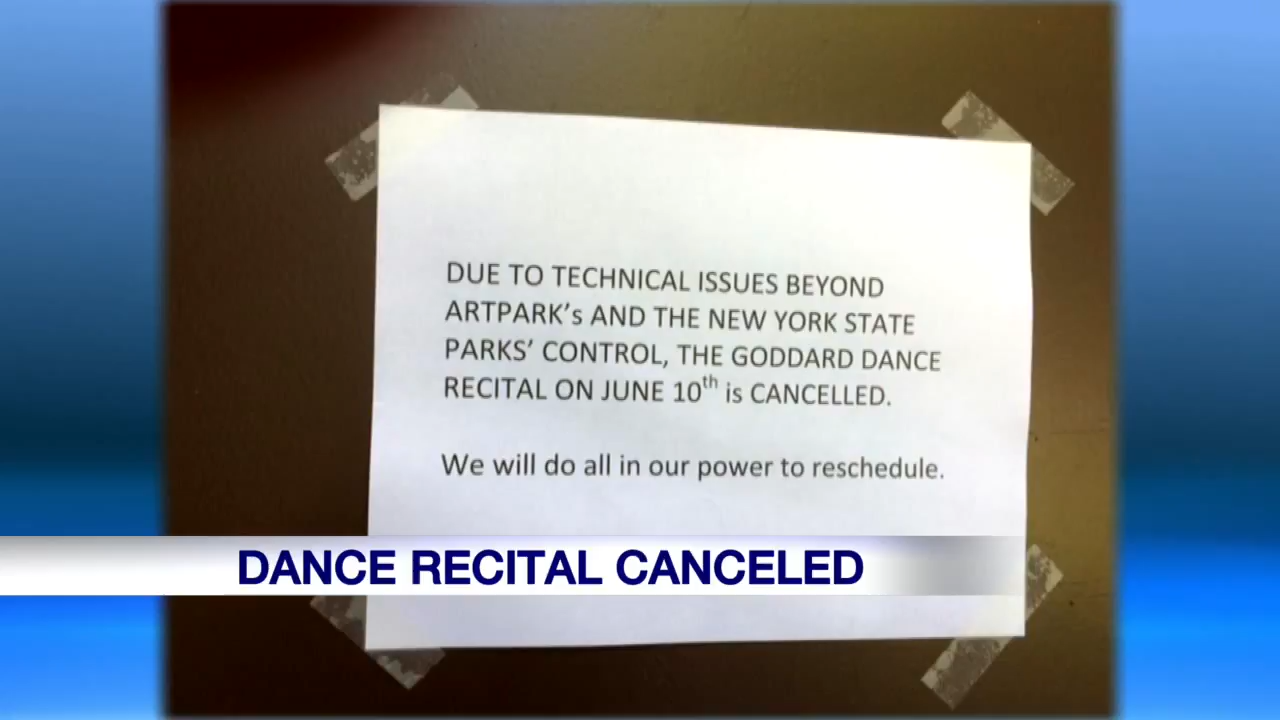 DUE TO TECHNICAL ISSUES BEYOND
ARTPARK's AND THE NEW YORK STATE
PARKS' CONTROL, THE GODDARD DANCE
RECITAL ON JUNE 10th is CANCELLED.
We will do all in our power to reschedule.
DANCE RECITAL CANCELED